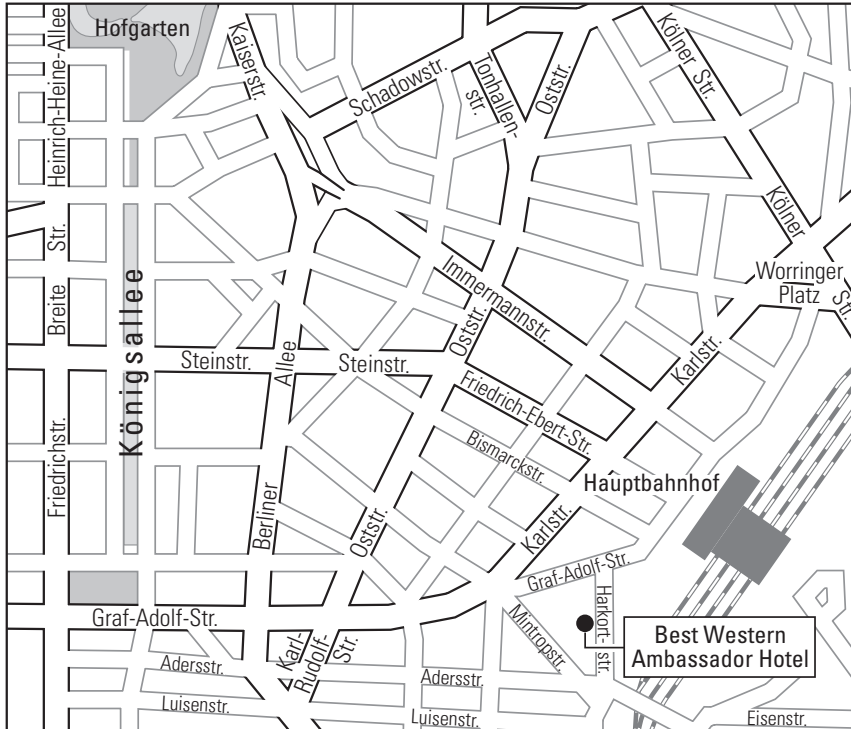 Hofgarten
Heinrich-Heine-Allee
Kaiserstr.
Schadowstr.
Tonhallen-
str.
Oststr.
Kölner Str.
Kölner
Str.
Worringer
Platz
Breite
Str.
Königsallee
Immermannstr.
Steinstr.
Allee
Steinstr.
Oststr.
Karlstr.
Friedrich-Ebert-Str.
Bismarckstr.
Friedrichstr.
Berliner
Oststr.
Hauptbahnhof
Karlstr.
Graf-Adolf-Str.
Graf-Adolf-Str.
Harkort-
str.
Mintropstr.
Karl-
Rudolf-
Str.
Best Western
Ambassador Hotel
Adersstr.
Adersstr.
Luisenstr.
Luisenstr.
Eisenstr.